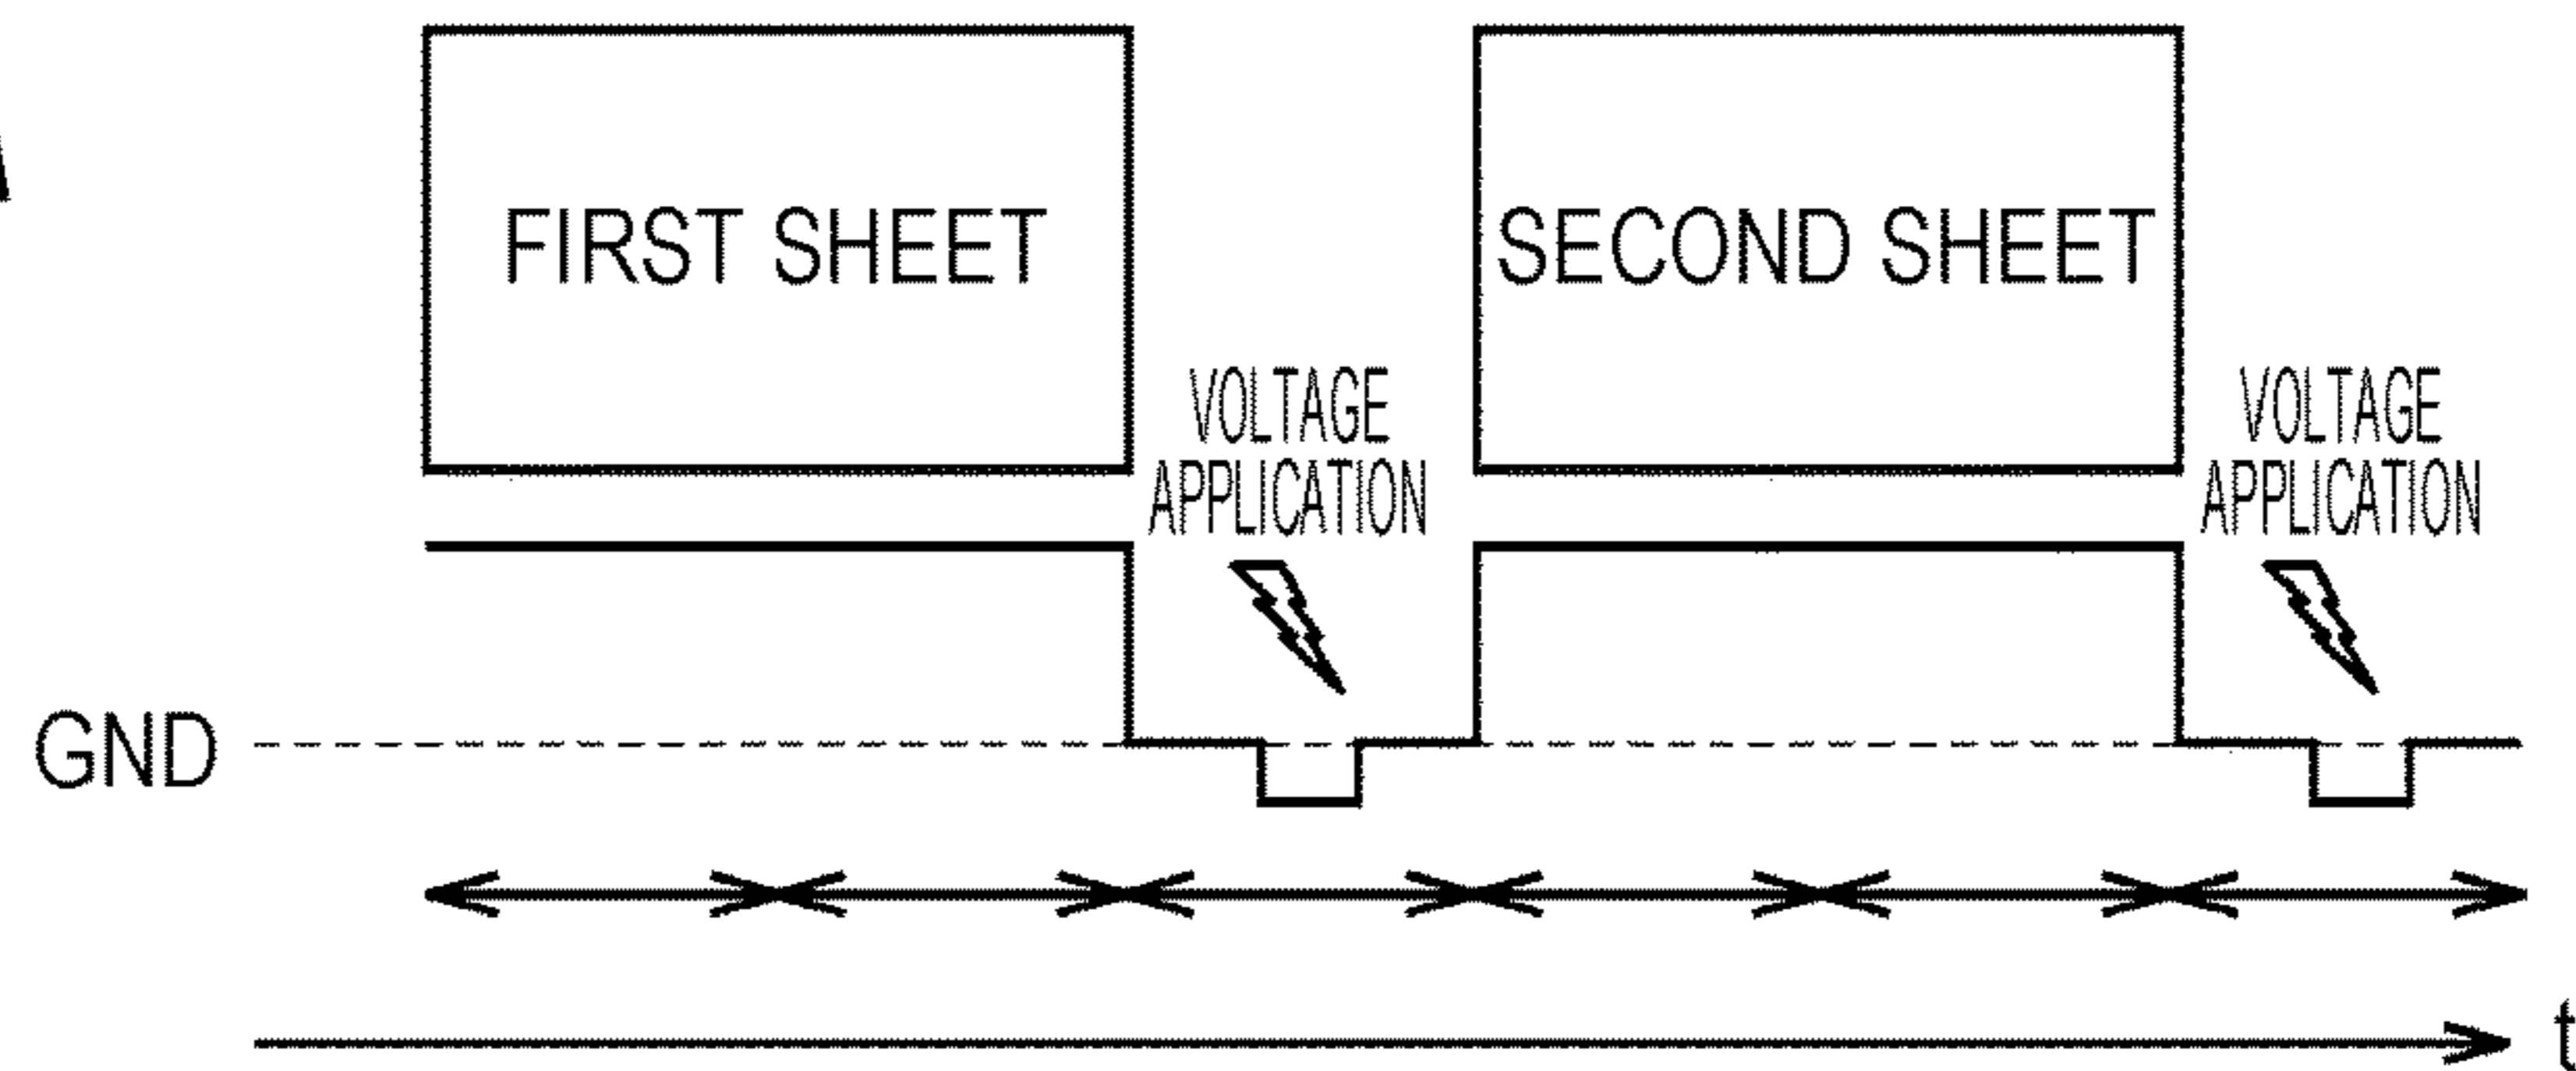 FIRST SHEET
SECOND SHEET
VOLTAGE
APPLICATION
VOLTAGE
APPLICATION
GND
t